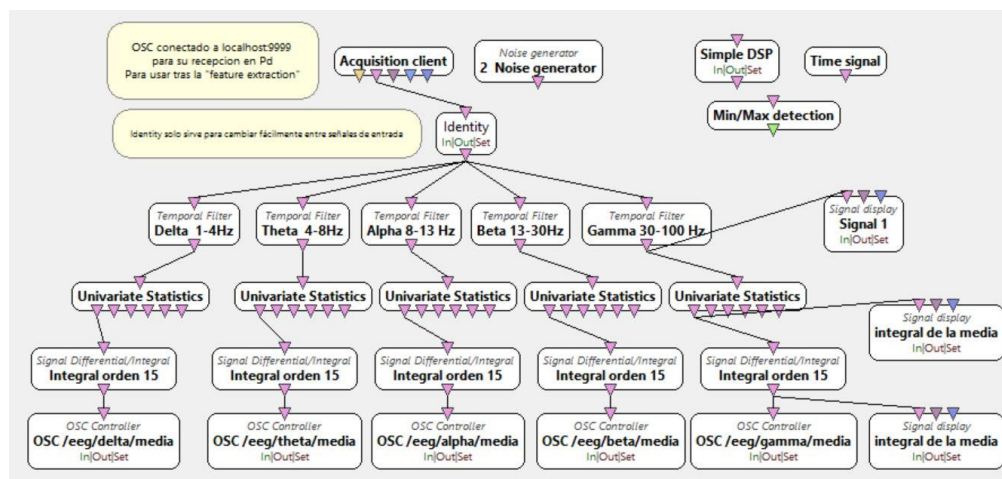 OSC conectado a localhost:9999
para su recepcion en Pd
Para usar tras la "feature extraction"
Acquisition client
Noise generator
2 Noise generator
Simple DSP
In|Out|Set
Time signal
Min/Max detection
Identity solo sirve para cambiar fácilmente entre señales de entrada
Identity
In|Out|Set
Temporal Filter
Delta 1-4Hz
Temporal Filter
Theta 4-8Hz
Temporal Filter
Alpha 8-13 Hz
Temporal Filter
Beta 13-30Hz
Temporal Filter
Gamma 30-100 Hz
Signal display
Signal 1
In|Out|Set
Univariate Statistics
Univariate Statistics
Univariate Statistics
Univariate Statistics
Univariate Statistics
Signal display
integral de la media
In|Out|Set
Signal Differential/Integral
Integral orden 15
Signal Differential/Integral
Integral orden 15
Signal Differential/Integral
Integral orden 15
Signal Differential/Integral
Integral orden 15
Signal Differential/Integral
Integral orden 15
OSC Controller
OSC /eeg/delta/media
In|Out|Set
OSC Controller
OSC /eeg/theta/media
In|Out|Set
OSC Controller
OSC /eeg/alpha/media
In|Out|Set
OSC Controller
OSC /eeg/beta/media
In|Out|Set
OSC Controller
OSC /eeg/gamma/media
In|Out|Set
Signal display
integral de la media
In|Out|Set